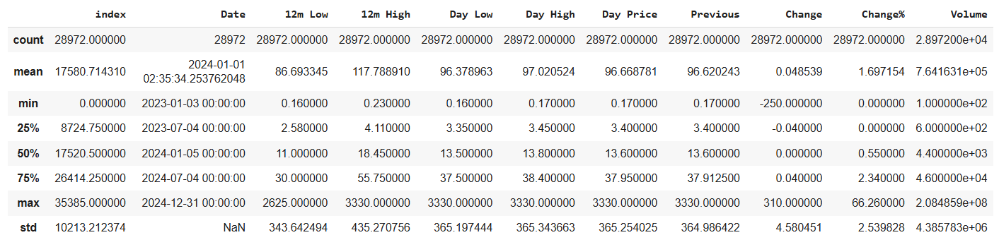 index Date 12m Low 12m High Day Low Day High Day Price Previous Change Change% Volume
count 28972.000000 28972 28972.000000 28972.000000 28972.000000 28972.000000 28972.000000 28972.000000 28972.000000 28972.000000 2.897200e+04
mean 17580.714310 2024-01-01 02:35:34.253762048 86.693345 117.788910 96.378963 97.020524 96.668781 96.620243 0.048539 1.697154 7.641631e+05
min 0.000000 2023-01-03 00:00:00 0.160000 0.230000 0.160000 0.170000 0.170000 0.170000 -250.000000 0.000000 1.000000e+02
25% 8724.750000 2023-07-04 00:00:00 2.580000 4.110000 3.350000 3.450000 3.400000 3.400000 -0.040000 0.000000 6.000000e+02
50% 17520.500000 2024-01-05 00:00:00 11.000000 18.450000 13.500000 13.800000 13.600000 13.600000 0.000000 0.550000 4.400000e+03
75% 26414.250000 2024-07-04 00:00:00 30.000000 55.750000 37.500000 38.400000 37.950000 37.912500 0.040000 2.340000 4.600000e+04
max 35385.000000 2024-12-31 00:00:00 2625.000000 3330.000000 3330.000000 3330.000000 3330.000000 3330.000000 310.000000 66.260000 2.084859e+08
std 10213.212374 NaN 343.642494 435.270756 365.197444 365.343663 365.254025 364.986422 4.580451 2.539828 4.385783e+06